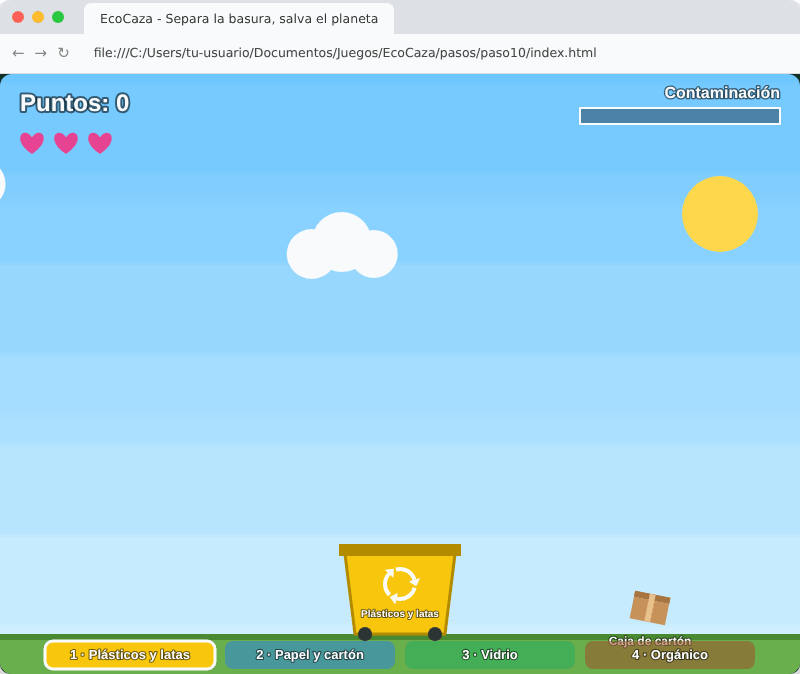 EcoCaza - Separa la basura, salva el planeta
file:///C:/Users/tu-usuario/Documentos/Juegos/EcoCaza/pasos/paso10/index.html
Puntos: 0
Contaminación
Plásticos y latas
Caja de cartón
1 · Plásticos y latas
2 · Papel y cartón
3 · Vidrio
4 · Orgánico